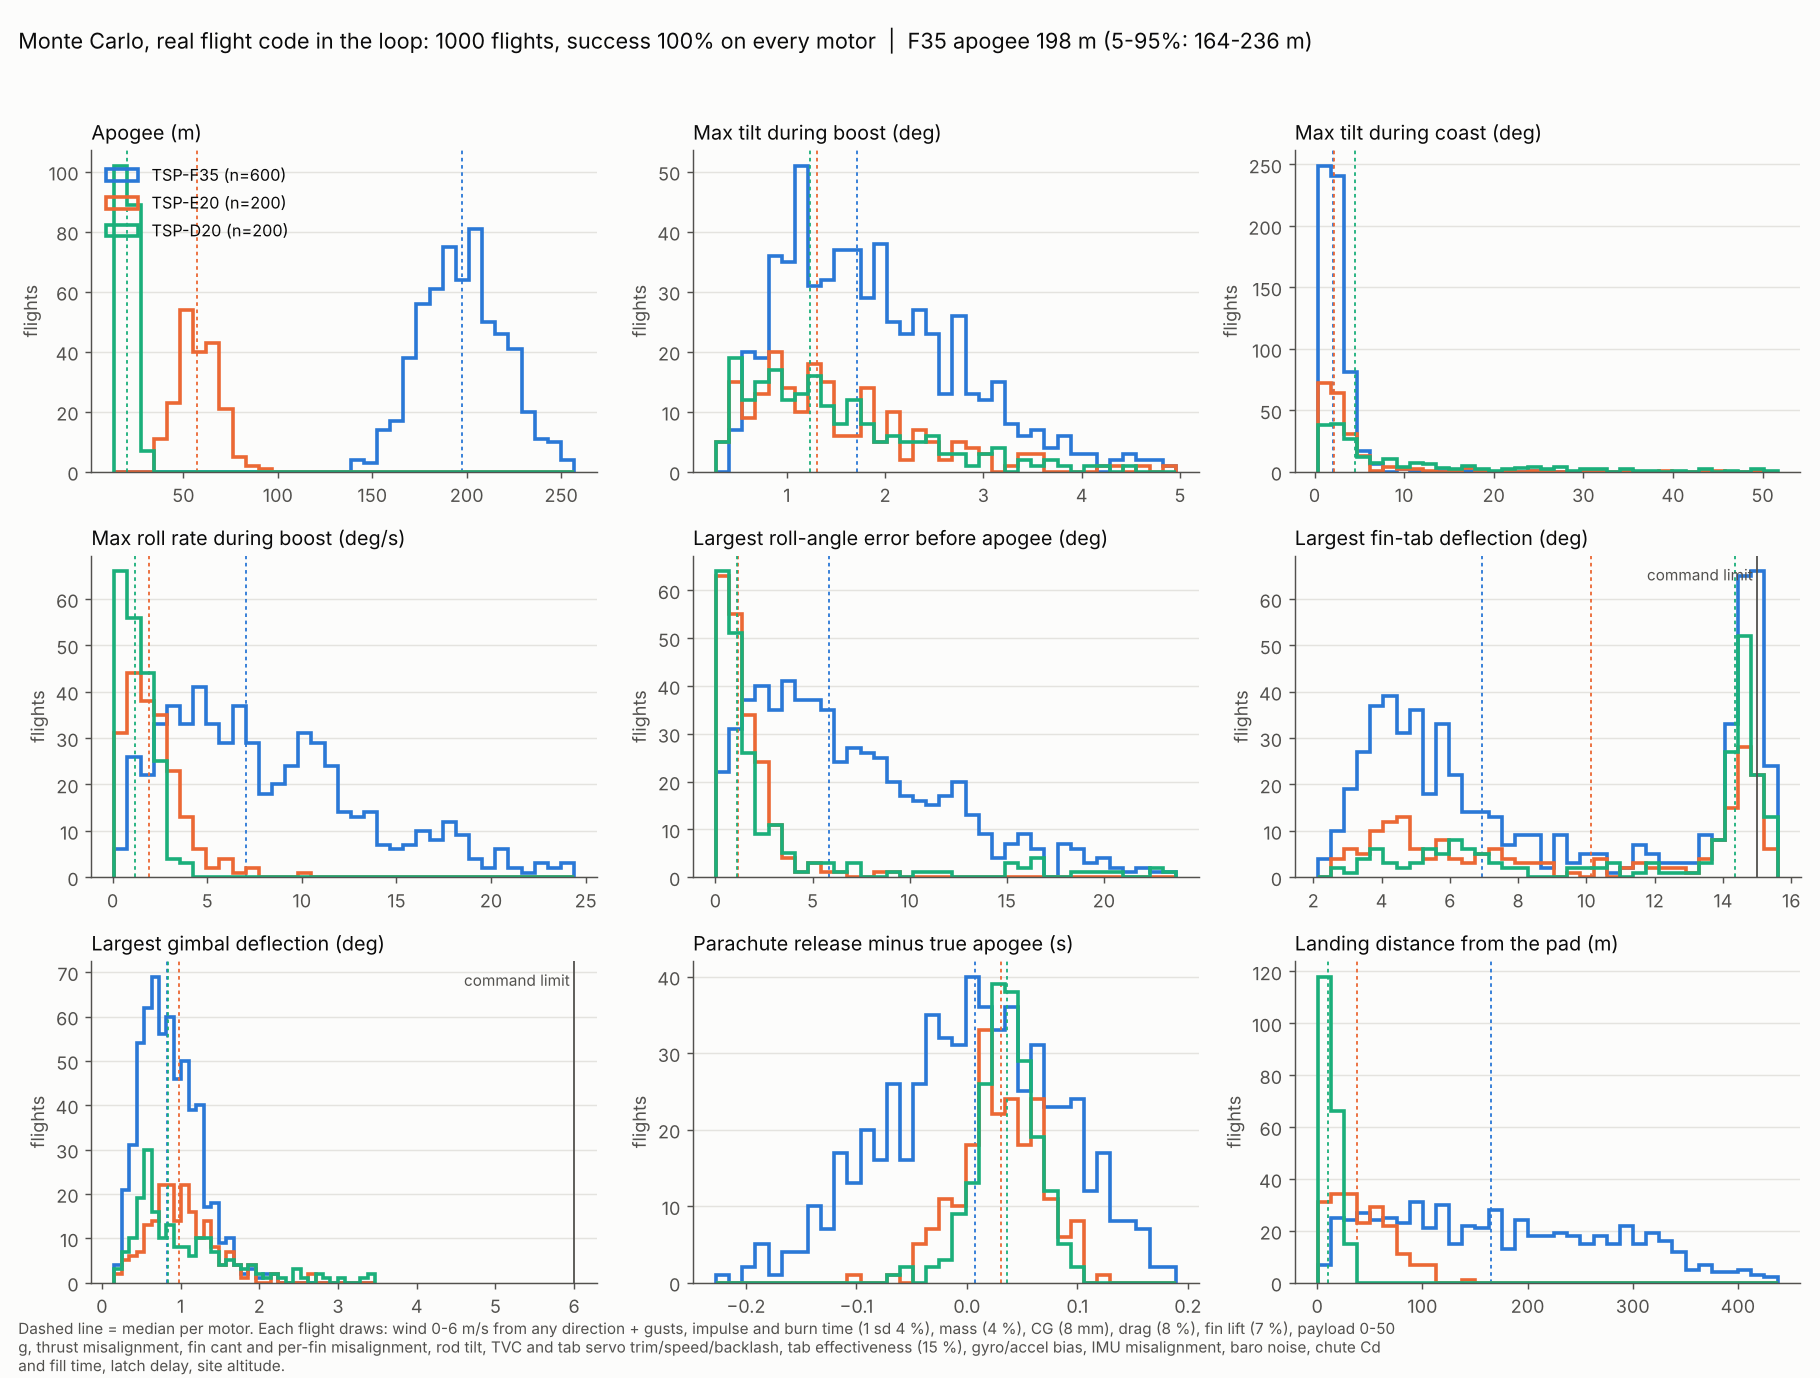 Monte Carlo, real flight code in the loop: 1000 flights, success 100% on every motor | F35 apogee 198 m (5-95%: 164-236 m)
Apogee (m)
Max tilt during boost (deg)
Max tilt during coast (deg)
TSP-F35 (n=600)
TSP-E20 (n=200)
TSP-D20 (n=200)
flights
100
80
60
40
20
0
50 100 150 200 250
flights
50
40
30
20
10
0
1 2 3 4 5
flights
250
200
150
100
50
0
0 10 20 30 40 50
Max roll rate during boost (deg/s)
Largest roll-angle error before apogee (deg)
Largest fin-tab deflection (deg)
flights
60
50
40
30
20
10
0
0 5 10 15 20 25
flights
60
50
40
30
20
10
0
0 5 10 15 20
command limit
flights
60
50
40
30
20
10
0
2 4 6 8 10 12 14 16
Largest gimbal deflection (deg)
Parachute release minus true apogee (s)
Landing distance from the pad (m)
command limit
flights
70
60
50
40
30
20
10
0
0 1 2 3 4 5 6
flights
40
30
20
10
0
−0.2 −0.1 0.0 0.1 0.2
flights
120
100
80
60
40
20
0
0 100 200 300 400
Dashed line = median per motor. Each flight draws: wind 0-6 m/s from any direction + gusts, impulse and burn time (1 sd 4 %), mass (4 %), CG (8 mm), drag (8 %), fin lift (7 %), payload 0-50
g, thrust misalignment, fin cant and per-fin misalignment, rod tilt, TVC and tab servo trim/speed/backlash, tab effectiveness (15 %), gyro/accel bias, IMU misalignment, baro noise, chute Cd
and fill time, latch delay, site altitude.